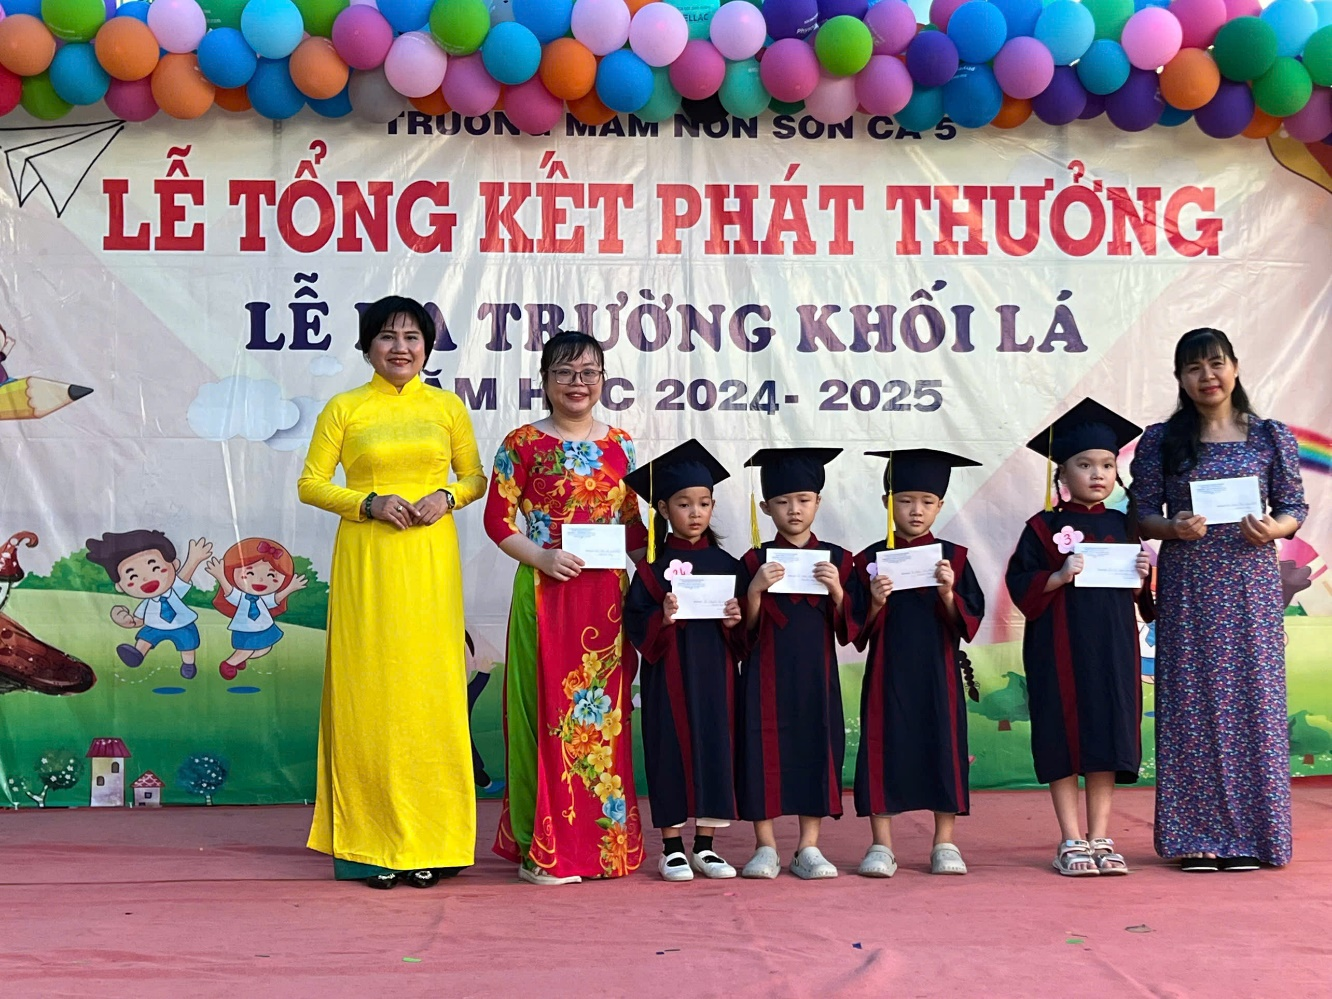 TRƯỜNG MẦM NON SƠN CA 5
LỄ TỔNG KẾT PHÁT THƯỞNG
LỄ RA TRƯỜNG KHỐI LÁ
NĂM HỌC 2024- 2025
3